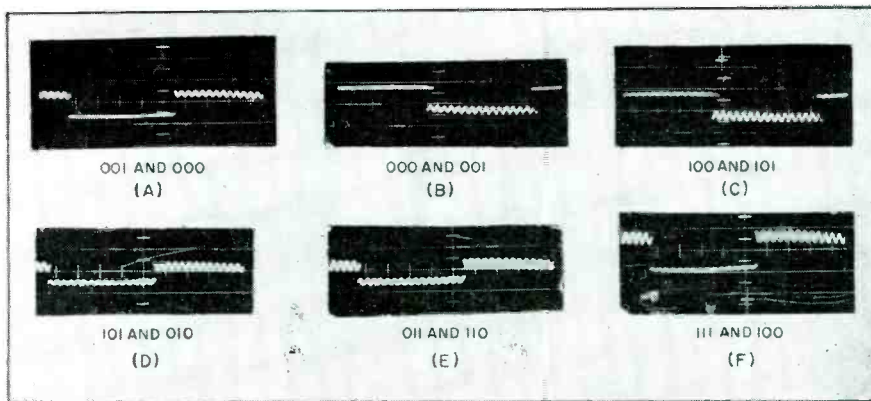 001 AND 000
(A)
000 AND 001
(B)
100 AND 101
(C)
101 AND 010
(D)
011 AND 110
(E)
111 AND 100
(F)